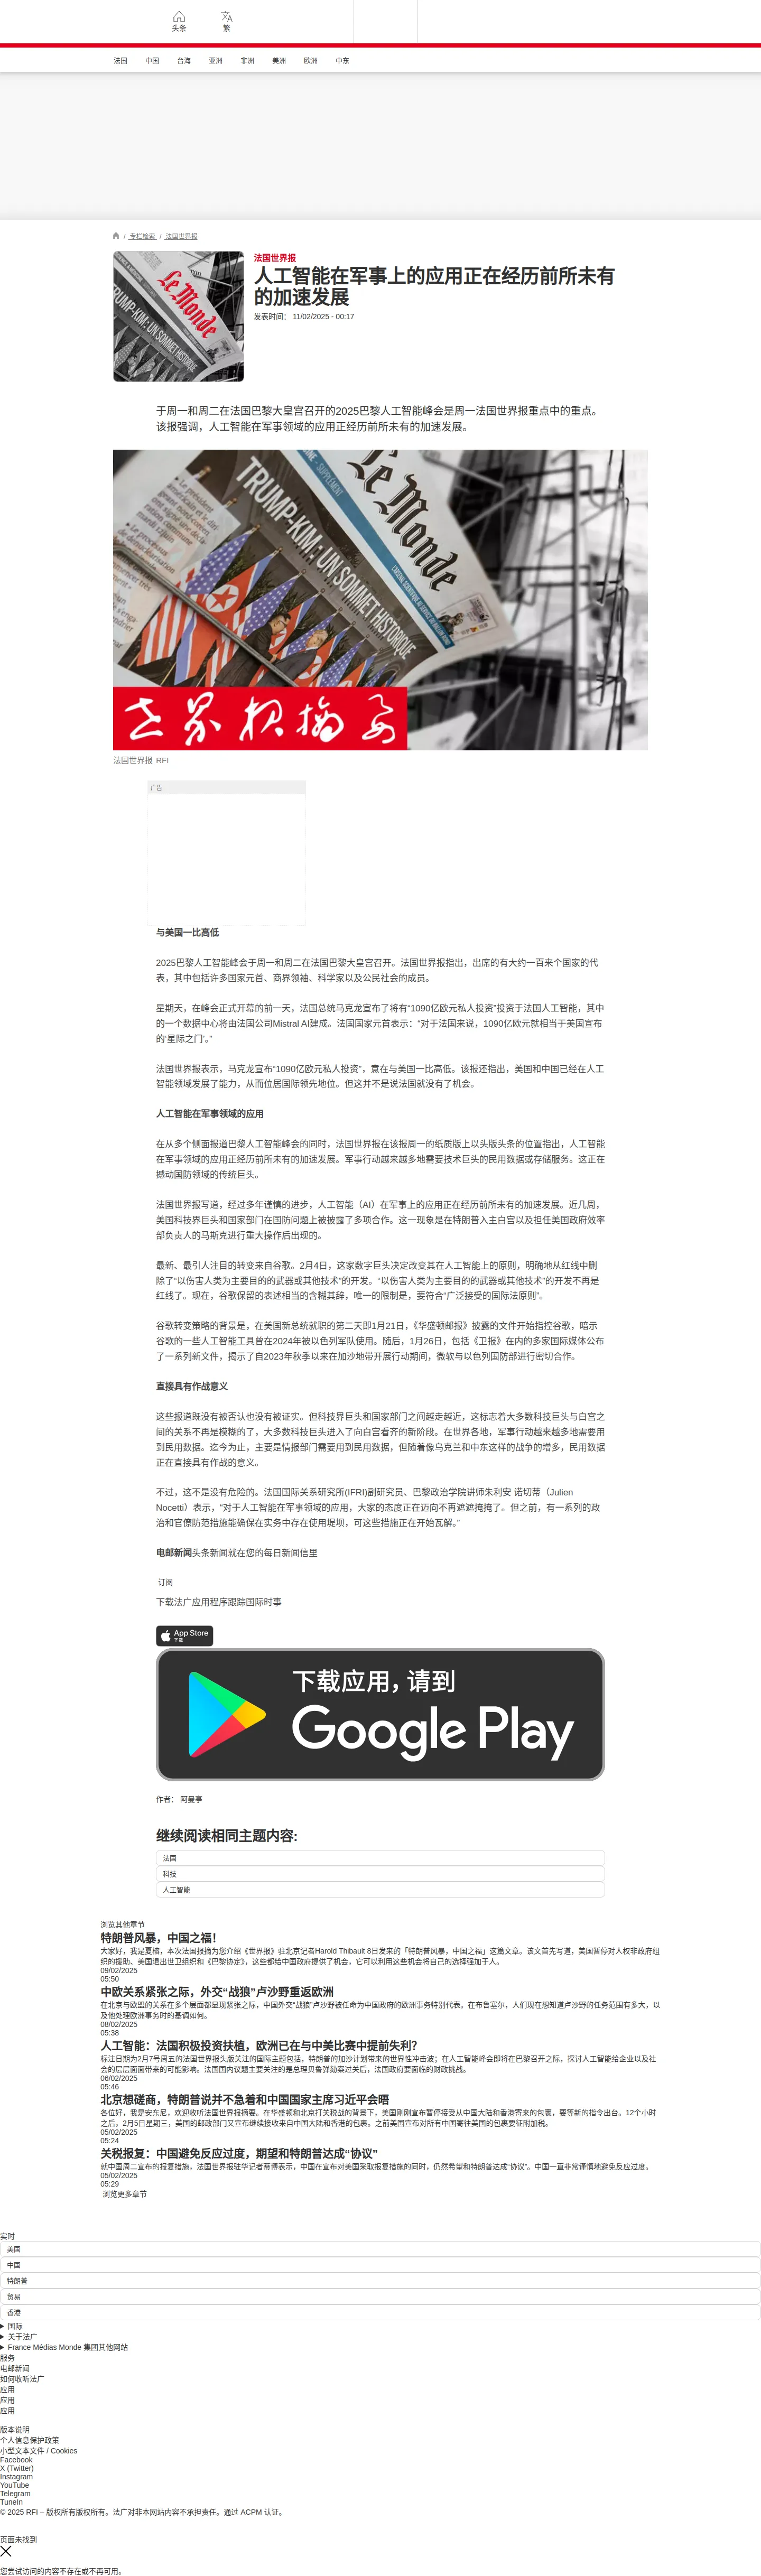 头条
繁
法国
中国
台海
亚洲
非洲
美洲
欧洲
中东
/ 专栏检索 / 法国世界报
Le Monde
TRUMP-KIM: UN SOMMET HISTORIQUE
法国世界报
人工智能在军事上的应用正在经历前所未有
的加速发展
发表时间： 11/02/2025 - 00:17
于周一和周二在法国巴黎大皇宫召开的2025巴黎人工智能峰会是周一法国世界报重点中的重点。
该报强调，人工智能在军事领域的应用正经历前所未有的加速发展。
SUPPLÉMENT
Le Monde
TRUMP-KIM: UN SOMMET HISTORIQUE
世界报摘要
法国世界报 RFI
广告
与美国一比高低
2025巴黎人工智能峰会于周一和周二在法国巴黎大皇宫召开。法国世界报指出，出席的有大约一百来个国家的代
表，其中包括许多国家元首、商界领袖、科学家以及公民社会的成员。
星期天，在峰会正式开幕的前一天，法国总统马克龙宣布了将有“1090亿欧元私人投资”投资于法国人工智能，其中
的一个数据中心将由法国公司Mistral AI建成。法国国家元首表示：“对于法国来说，1090亿欧元就相当于美国宣布
的‘星际之门’。”
法国世界报表示，马克龙宣布“1090亿欧元私人投资”，意在与美国一比高低。该报还指出，美国和中国已经在人工
智能领域发展了能力，从而位居国际领先地位。但这并不是说法国就没有了机会。
人工智能在军事领域的应用
在从多个侧面报道巴黎人工智能峰会的同时，法国世界报在该报周一的纸质版上以头版头条的位置指出，人工智能
在军事领域的应用正经历前所未有的加速发展。军事行动越来越多地需要技术巨头的民用数据或存储服务。这正在
撼动国防领域的传统巨头。
法国世界报写道，经过多年谨慎的进步，人工智能（AI）在军事上的应用正在经历前所未有的加速发展。近几周，
美国科技界巨头和国家部门在国防问题上被披露了多项合作。这一现象是在特朗普入主白宫以及担任美国政府效率
部负责人的马斯克进行重大操作后出现的。
最新、最引人注目的转变来自谷歌。2月4日，这家数字巨头决定改变其在人工智能上的原则，明确地从红线中删
除了“以伤害人类为主要目的的武器或其他技术”的开发。“以伤害人类为主要目的的武器或其他技术”的开发不再是
红线了。现在，谷歌保留的表述相当的含糊其辞，唯一的限制是，要符合“广泛接受的国际法原则”。
谷歌转变策略的背景是，在美国新总统就职的第二天即1月21日，《华盛顿邮报》披露的文件开始指控谷歌，暗示
谷歌的一些人工智能工具曾在2024年被以色列军队使用。随后，1月26日，包括《卫报》在内的多家国际媒体公布
了一系列新文件，揭示了自2023年秋季以来在加沙地带开展行动期间，微软与以色列国防部进行密切合作。
直接具有作战意义
这些报道既没有被否认也没有被证实。但科技界巨头和国家部门之间越走越近，这标志着大多数科技巨头与白宫之
间的关系不再是模糊的了，大多数科技巨头进入了向白宫看齐的新阶段。在世界各地，军事行动越来越多地需要用
到民用数据。迄今为止，主要是情报部门需要用到民用数据，但随着像乌克兰和中东这样的战争的增多，民用数据
正在直接具有作战的意义。
不过，这不是没有危险的。法国国际关系研究所(IFRI)副研究员、巴黎政治学院讲师朱利安 诺切蒂（Julien
Nocetti）表示，“对于人工智能在军事领域的应用，大家的态度正在迈向不再遮遮掩掩了。但之前，有一系列的政
治和官僚防范措施能确保在实务中存在使用堤坝，可这些措施正在开始瓦解。”
电邮新闻头条新闻就在您的每日新闻信里
订阅
下载法广应用程序跟踪国际时事
App Store
下载
下载应用，请到
Google Play
作者： 阿曼亭
继续阅读相同主题内容:
法国
科技
人工智能
浏览其他章节
特朗普风暴，中国之福！
大家好，我是夏榕，本次法国报摘为您介绍《世界报》驻北京记者Harold Thibault 8日发来的「特朗普风暴，中国之福」这篇文章。该文首先写道，美国暂停对人权非政府组
织的援助、美国退出世卫组织和《巴黎协定》，这些都给中国政府提供了机会，它可以利用这些机会将自己的选择强加于人。
09/02/2025
05:50
中欧关系紧张之际，外交“战狼”卢沙野重返欧洲
在北京与欧盟的关系在多个层面都显现紧张之际，中国外交“战狼”卢沙野被任命为中国政府的欧洲事务特别代表。在布鲁塞尔，人们现在想知道卢沙野的任务范围有多大，以
及他处理欧洲事务时的基调如何。
08/02/2025
05:38
人工智能：法国积极投资扶植，欧洲已在与中美比赛中提前失利？
标注日期为2月7号周五的法国世界报头版关注的国际主题包括，特朗普的加沙计划带来的世界性冲击波；在人工智能峰会即将在巴黎召开之际，探讨人工智能给企业以及社
会的层层面面带来的可能影响。法国国内议题主要关注的是总理贝鲁弹劾案过关后，法国政府要面临的财政挑战。
06/02/2025
05:46
北京想磋商，特朗普说并不急着和中国国家主席习近平会晤
各位好，我是安东尼，欢迎收听法国世界报摘要。在华盛顿和北京打关税战的背景下，美国刚刚宣布暂停接受从中国大陆和香港寄来的包裹，要等新的指令出台。12个小时
之后，2月5日星期三，美国的邮政部门又宣布继续接收来自中国大陆和香港的包裹。之前美国宣布对所有中国寄往美国的包裹要征附加税。
05/02/2025
05:24
关税报复：中国避免反应过度，期望和特朗普达成“协议”
就中国周二宣布的报复措施，法国世界报驻华记者蒂博表示，中国在宣布对美国采取报复措施的同时，仍然希望和特朗普达成“协议”。中国一直非常谨慎地避免反应过度。
05/02/2025
05:29
浏览更多章节
实时
美国
中国
特朗普
贸易
香港
国际
关于法广
France Médias Monde 集团其他网站
服务
电邮新闻
如何收听法广
应用
应用
应用
版本说明
个人信息保护政策
小型文本文件 / Cookies
Facebook
X (Twitter)
Instagram
YouTube
Telegram
TuneIn
© 2025 RFI – 版权所有版权所有。法广对非本网站内容不承担责任。通过 ACPM 认证。
页面未找到
您尝试访问的内容不存在或不再可用。